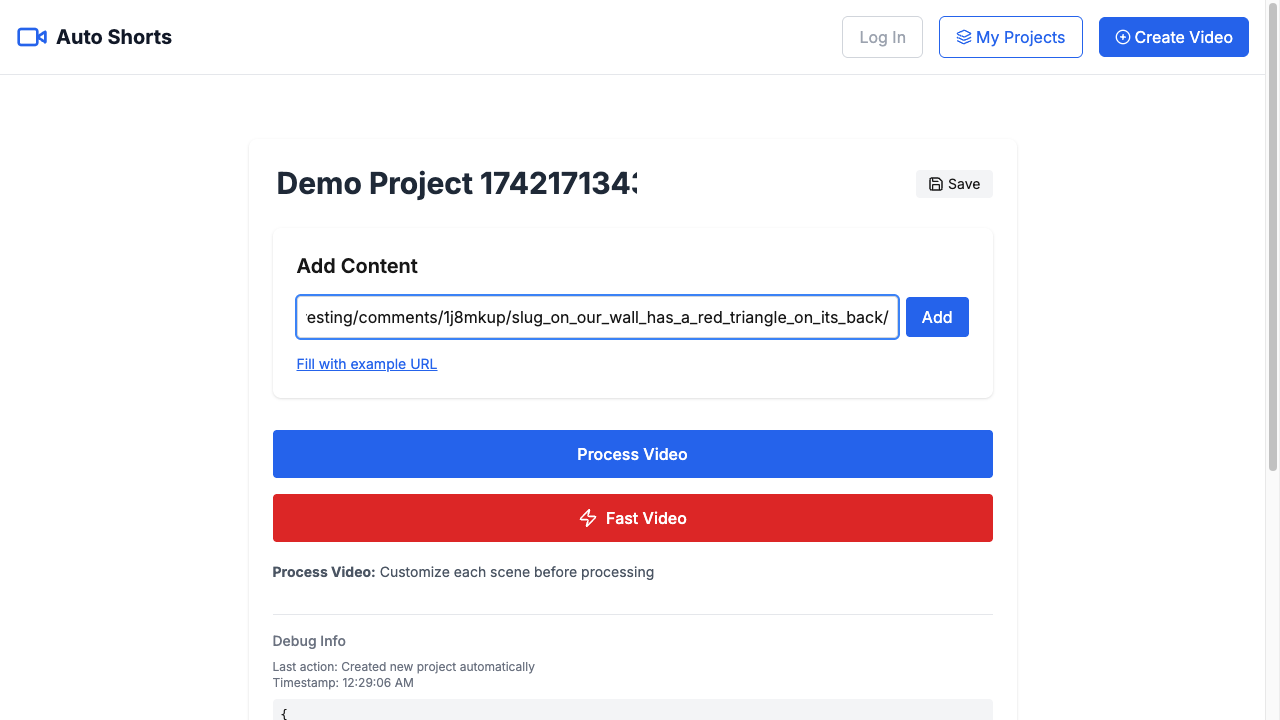 Auto Shorts
Log In
My Projects
Create Video
Demo Project 174217134
Save
Add Content
esting/comments/1j8mkup/slug_on_our_wall_has_a_red_triangle_on_its_back/
Add
Fill with example URL
Process Video
Fast Video
Process Video: Customize each scene before processing
Debug Info
Last action: Created new project automatically
Timestamp: 12:29:06 AM
{